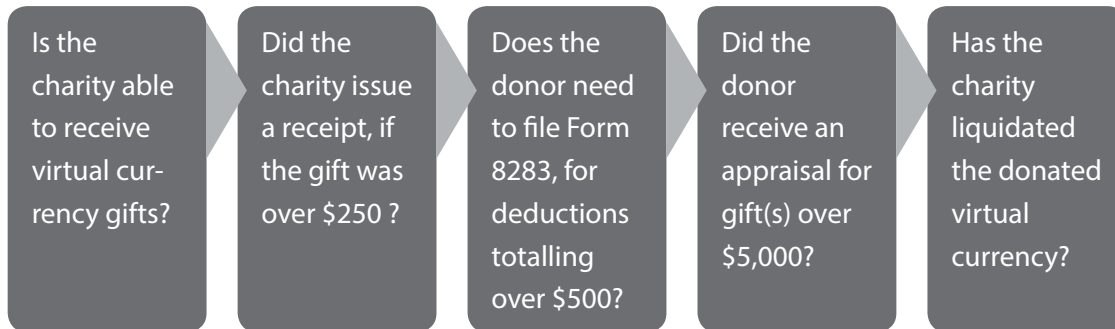 Is the
charity able
to receive
virtual cur-
rency gifts?
Did the
charity issue
a receipt, if
the gift was
over $250 ?
Does the
donor need
to file Form
8283, for
deductions
totalling
over $500?
Did the
donor
receive an
appraisal for
gift(s) over
$5,000?
Has the
charity
liquidated
the donated
virtual
currency?